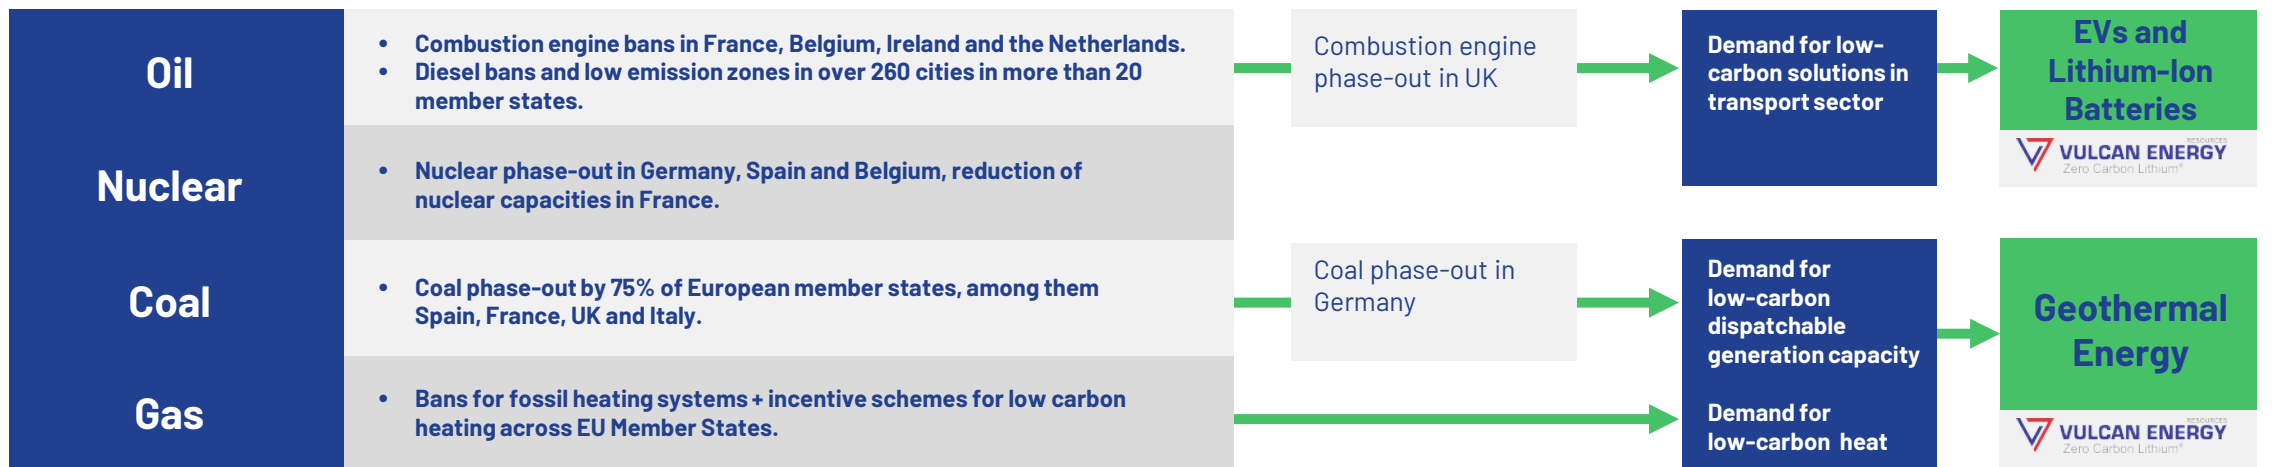 Oil
• Combustion engine bans in France, Belgium, Ireland and the Netherlands.
• Diesel bans and low emission zones in over 260 cities in more than 20
member states.
Combustion engine
phase-out in UK
Demand for low-
carbon solutions in
transport sector
EVs and
Lithium-Ion
Batteries
RESOURCES
VULCAN ENERGY
Zero Carbon Lithium®
Nuclear
• Nuclear phase-out in Germany, Spain and Belgium, reduction of
nuclear capacities in France.
Coal
• Coal phase-out by 75% of European member states, among them
Spain, France, UK and Italy.
Coal phase-out in
Germany
Demand for
low-carbon
dispatchable
generation capacity
Gas
• Bans for fossil heating systems + incentive schemes for low carbon
heating across EU Member States.
Demand for
low-carbon heat
Geothermal
Energy
RESOURCES
VULCAN ENERGY
Zero Carbon Lithium®